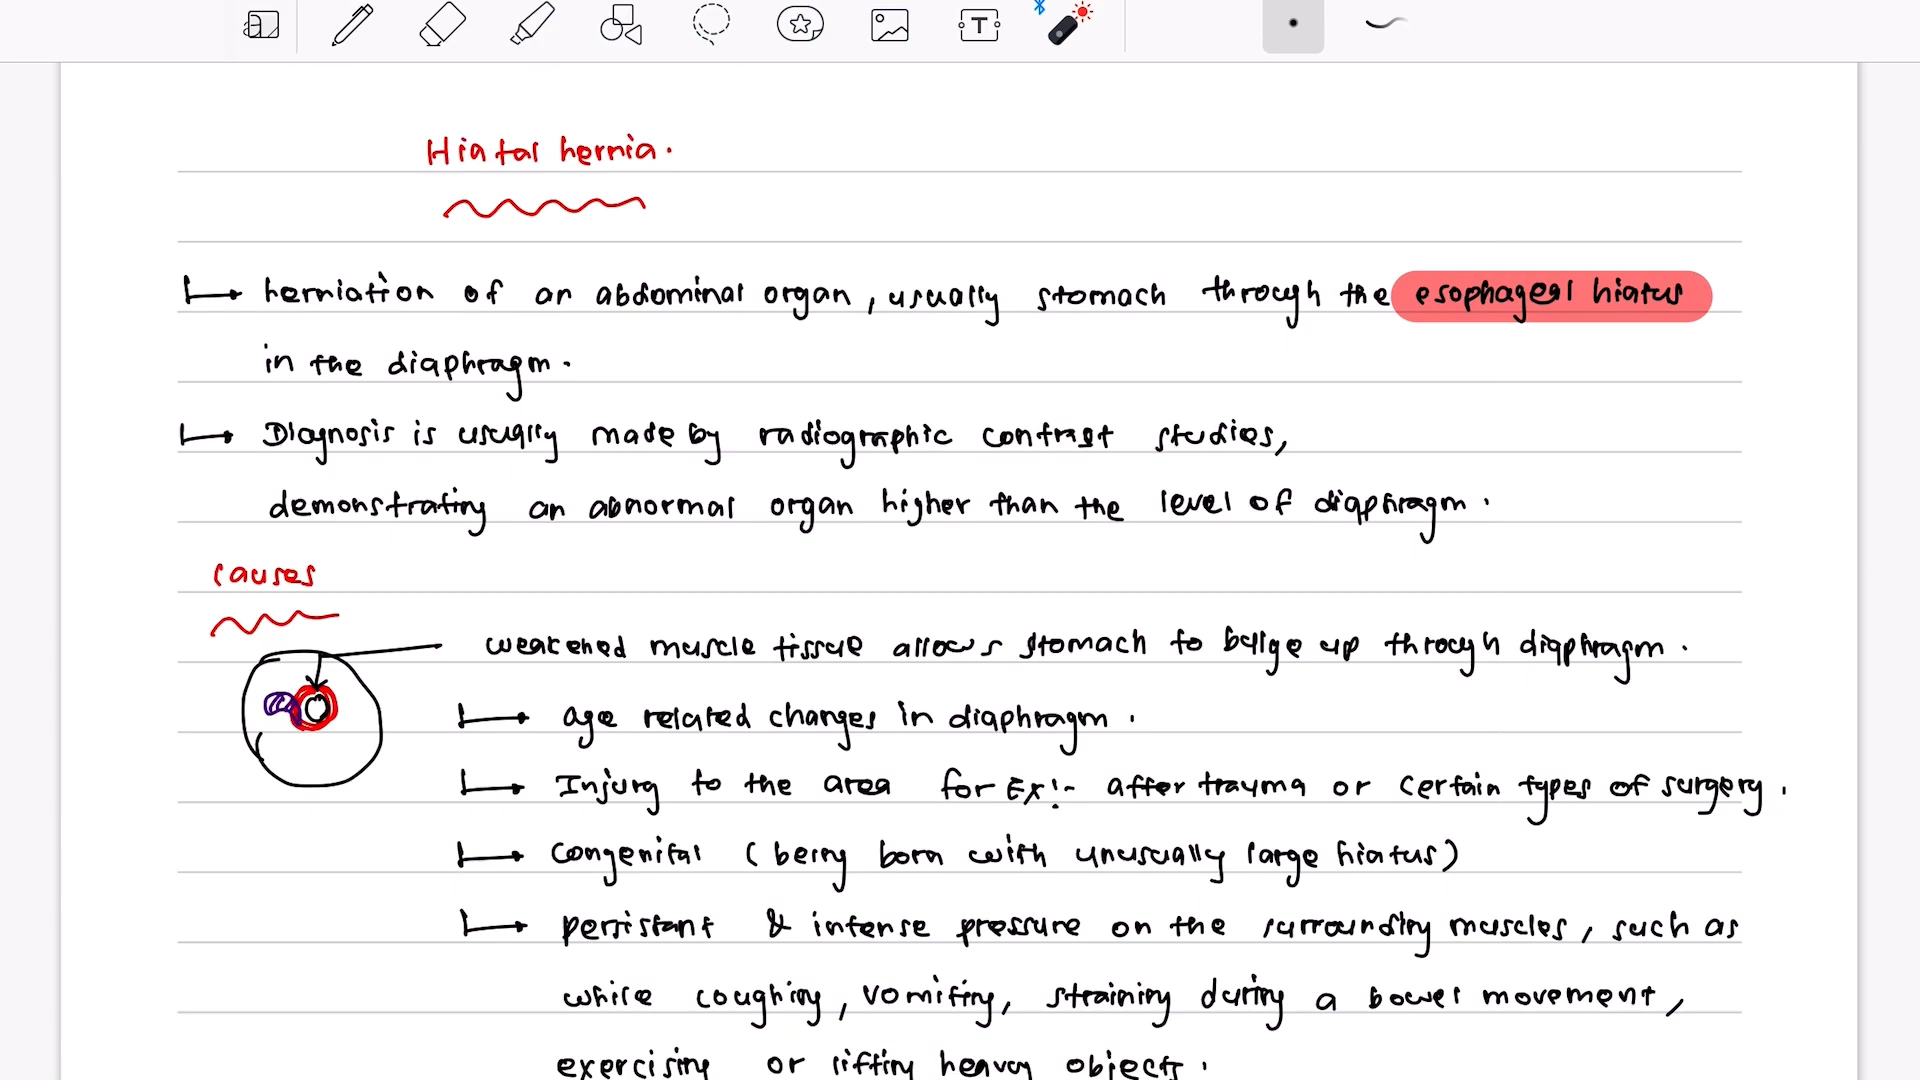 Hiatal hernia.
↳ herniation of an abdominal organ, usually stomach through the esophageal hiatus
in the diaphragm.
↳ Diagnosis is usually made by radiographic contrast studies,
demonstrating an abnormal organ higher than the level of diaphragm.
causes
weakened muscle tissue allows stomach to bulge up through diaphragm.
↳ age related changes in diaphragm.
↳ Injury to the area for Ex:- after trauma or certain types of surgery.
↳ congenital (being born with unusually large hiatus)
↳ persistant & intense pressure on the surrounding muscles, such as
while coughing, vomiting, straining during a bowel movement,
exercising or lifting heavy objects.